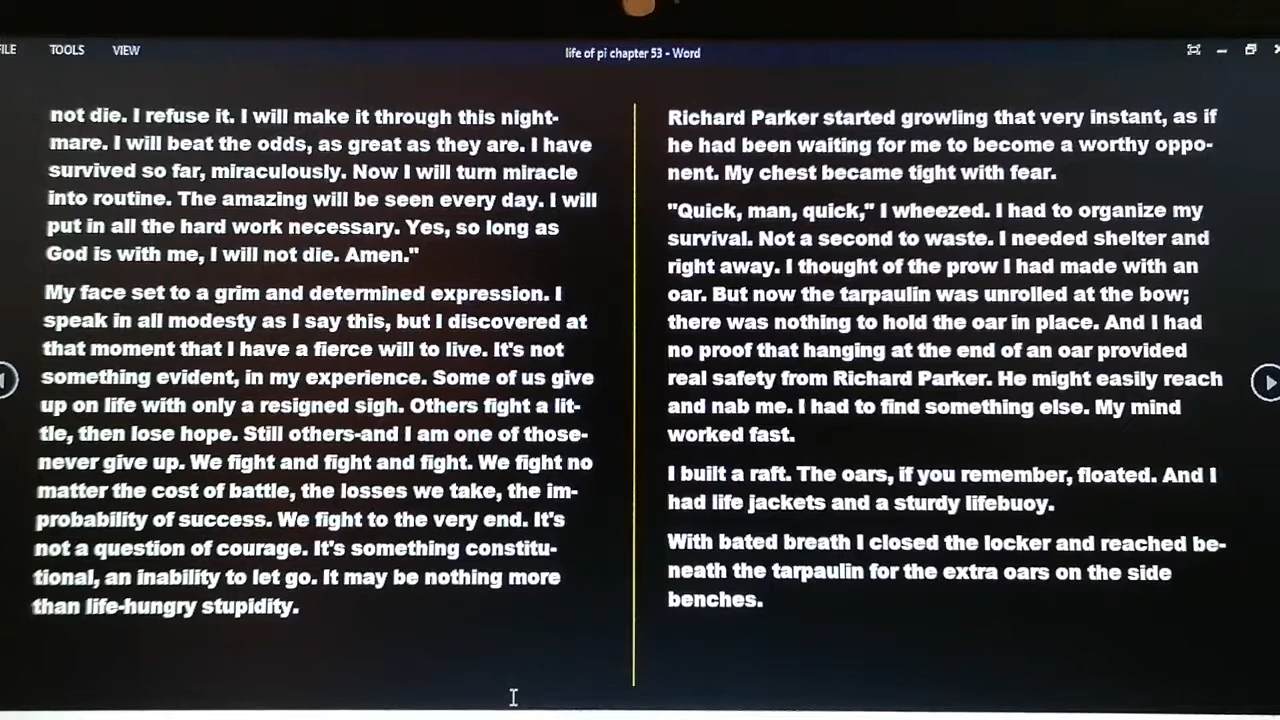 FILE TOOLS VIEW life of pi chapter 53 - Word
not die. I refuse it. I will make it through this night-
mare. I will beat the odds, as great as they are. I have
survived so far, miraculously. Now I will turn miracle
into routine. The amazing will be seen every day. I will
put in all the hard work necessary. Yes, so long as
God is with me, I will not die. Amen."
My face set to a grim and determined expression. I
speak in all modesty as I say this, but I discovered at
that moment that I have a fierce will to live. It's not
something evident, in my experience. Some of us give
up on life with only a resigned sigh. Others fight a lit-
tle, then lose hope. Still others-and I am one of those-
never give up. We fight and fight and fight. We fight no
matter the cost of battle, the losses we take, the im-
probability of success. We fight to the very end. It's
not a question of courage. It's something constitu-
tional, an inability to let go. It may be nothing more
than life-hungry stupidity.
Richard Parker started growling that very instant, as if
he had been waiting for me to become a worthy oppo-
nent. My chest became tight with fear.
"Quick, man, quick," I wheezed. I had to organize my
survival. Not a second to waste. I needed shelter and
right away. I thought of the prow I had made with an
oar. But now the tarpaulin was unrolled at the bow;
there was nothing to hold the oar in place. And I had
no proof that hanging at the end of an oar provided
real safety from Richard Parker. He might easily reach
and nab me. I had to find something else. My mind
worked fast.
I built a raft. The oars, if you remember, floated. And I
had life jackets and a sturdy lifebuoy.
With bated breath I closed the locker and reached be-
neath the tarpaulin for the extra oars on the side
benches.